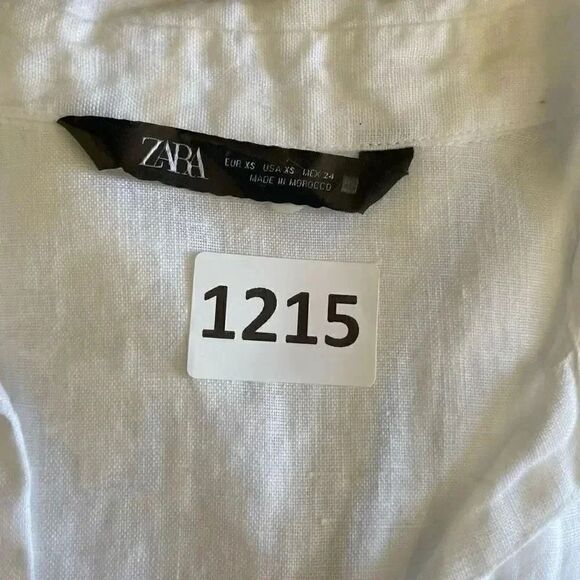 ZARA
EUR XS USA XS MEX 24
MADE IN MOROCCO
1215